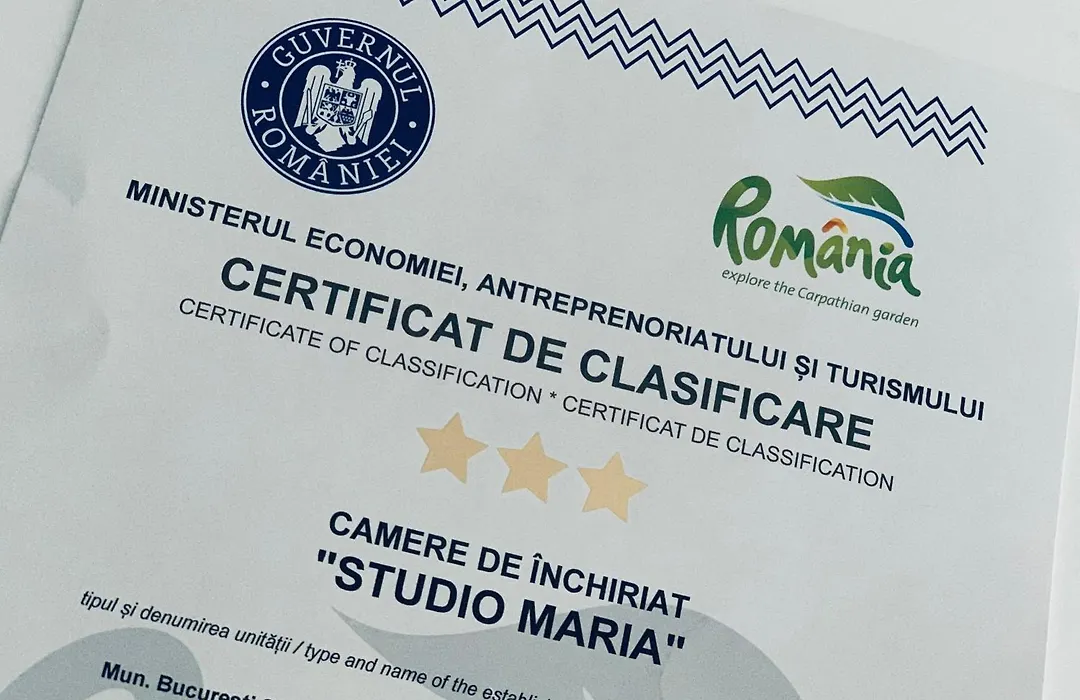 GUVERNUL ROMÂNIEI
România
explore the Carpathian garden
MINISTERUL ECONOMIEI, ANTREPRENORIATULUI ȘI TURISMULUI
CERTIFICAT DE CLASIFICARE
CERTIFICATE OF CLASSIFICATION * CERTIFICAT DE CLASSIFICATION
CAMERE DE ÎNCHIRIAT
"STUDIO MARIA"
tipul și denumirea unității / type and name of the
Mun.